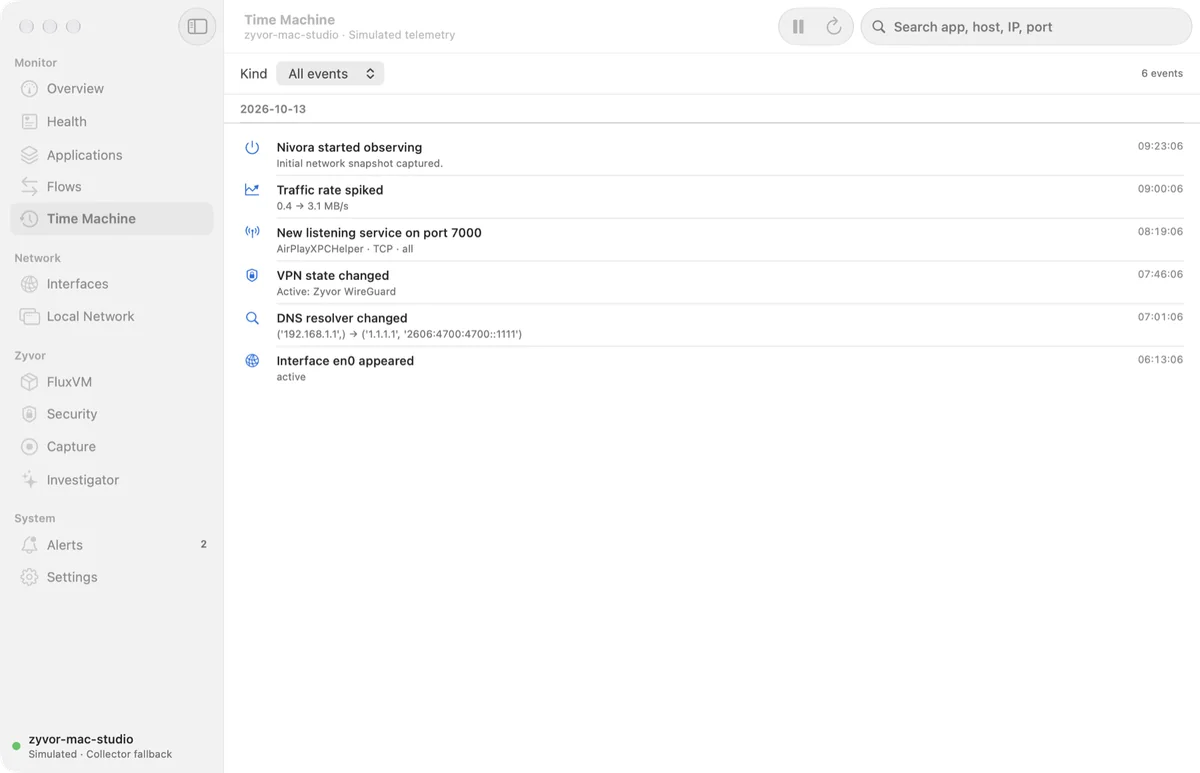 Monitor
Overview
Health
Applications
Flows
Time Machine
Network
Interfaces
Local Network
Zyvor
FluxVM
Security
Capture
Investigator
System
Alerts 2
Settings
zyvor-mac-studio
Simulated · Collector fallback
Time Machine
zyvor-mac-studio · Simulated telemetry
Search app, host, IP, port
Kind All events 6 events
2026-10-13
Nivora started observing 09:23:06
Initial network snapshot captured.
Traffic rate spiked 09:00:06
0.4 → 3.1 MB/s
New listening service on port 7000 08:19:06
AirPlayXPCHelper · TCP · all
VPN state changed 07:46:06
Active: Zyvor WireGuard
DNS resolver changed 07:01:06
('192.168.1.1',) → ('1.1.1.1', '2606:4700:4700::1111')
Interface en0 appeared 06:13:06
active